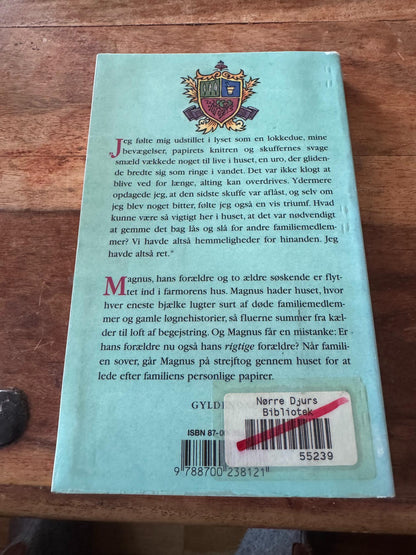 Jeg følte mig udstillet i lyset som en lokkedue, mine
bevægelser, papirets knitren og skuffernes svage
smæld vækkede noget til live i huset, en uro, der gliden-
de bredte sig som ringe i vandet. Det var ikke klogt at
blive ved for længe, alting kan overdrives. Ydermere
opdagede jeg, at den sidste skuffe var aflåst, og selv om
jeg blev noget bitter, følte jeg også en vis triumf. Hvad
kunne være så vigtigt her i huset, at det var nødvendigt
at gemme det bag lås og slå for andre familiemedlem-
mer? Vi havde altså hemmeligheder for hinanden. Jeg
havde altså ret."
Magnus, hans forældre og to ældre søskende er flyt-
tet ind i farmorens hus. Magnus hader huset, hvor
hver eneste bjælke lugter surt af døde familiemedlem-
mer og gamle løgnehistorier, så fluerne summer fra kæl-
der til loft af begejstring. Og Magnus får en mistanke: Er
hans forældre nu også hans rigtige forældre? Når famili-
en sover, går Magnus på strejftog gennem huset for at
lede efter familiens personlige papirer.
Nørre Djurs
Bibliotek
55239
ISBN 87-00
9 788700 238121